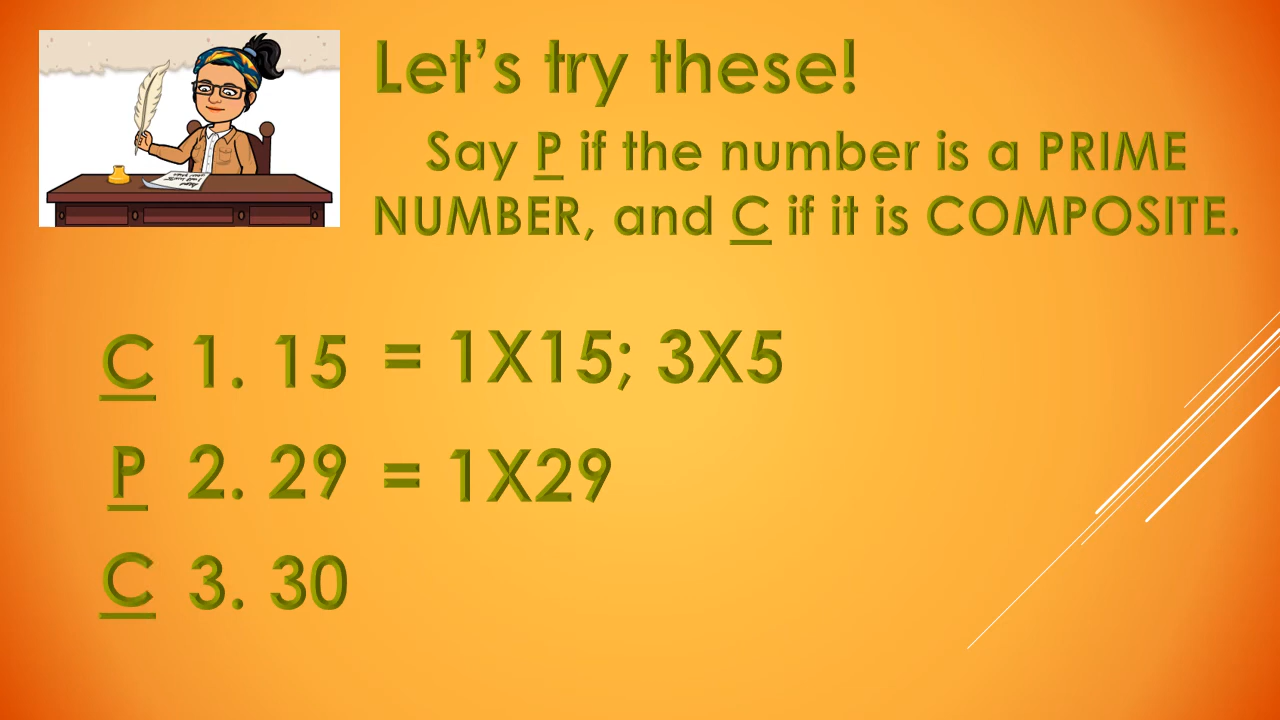 Let's try these!
Say P if the number is a PRIME
NUMBER, and C if it is COMPOSITE.
C 1. 15 = 1X15; 3X5
P 2. 29 = 1X29
C 3. 30